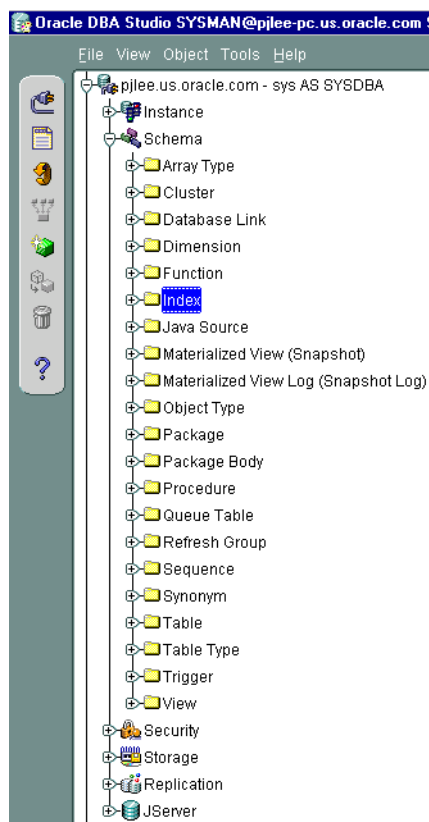 Oracle DBA Studio SYSMAN@pjlee-pc.us.oracle.com
File View Object Tools Help
pjlee.us.oracle.com - sys AS SYSDBA
Instance
Schema
Array Type
Cluster
Database Link
Dimension
Function
Index
Java Source
Materialized View (Snapshot)
Materialized View Log (Snapshot Log)
Object Type
Package
Package Body
Procedure
Queue Table
Refresh Group
Sequence
Synonym
Table
Table Type
Trigger
View
Security
Storage
Replication
JServer